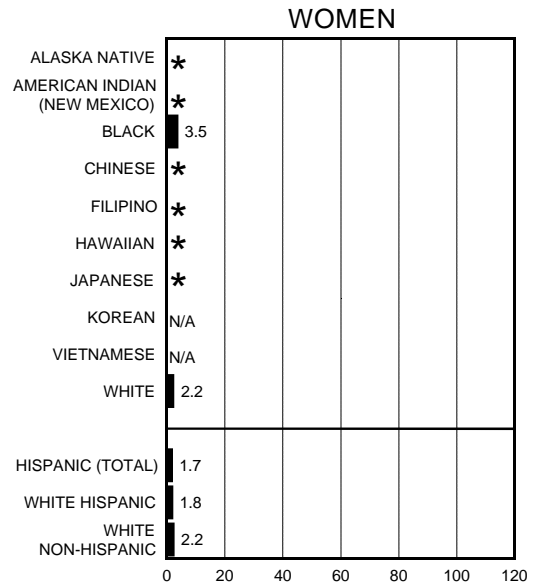 WOMEN
ALASKA NATIVE *
AMERICAN INDIAN
(NEW MEXICO) *
BLACK 3.5
CHINESE *
FILIPINO *
HAWAIIAN *
JAPANESE *
KOREAN N/A
VIETNAMESE N/A
WHITE 2.2
HISPANIC (TOTAL) 1.7
WHITE HISPANIC 1.8
WHITE
NON-HISPANIC 2.2
0 20 40 60 80 100 120